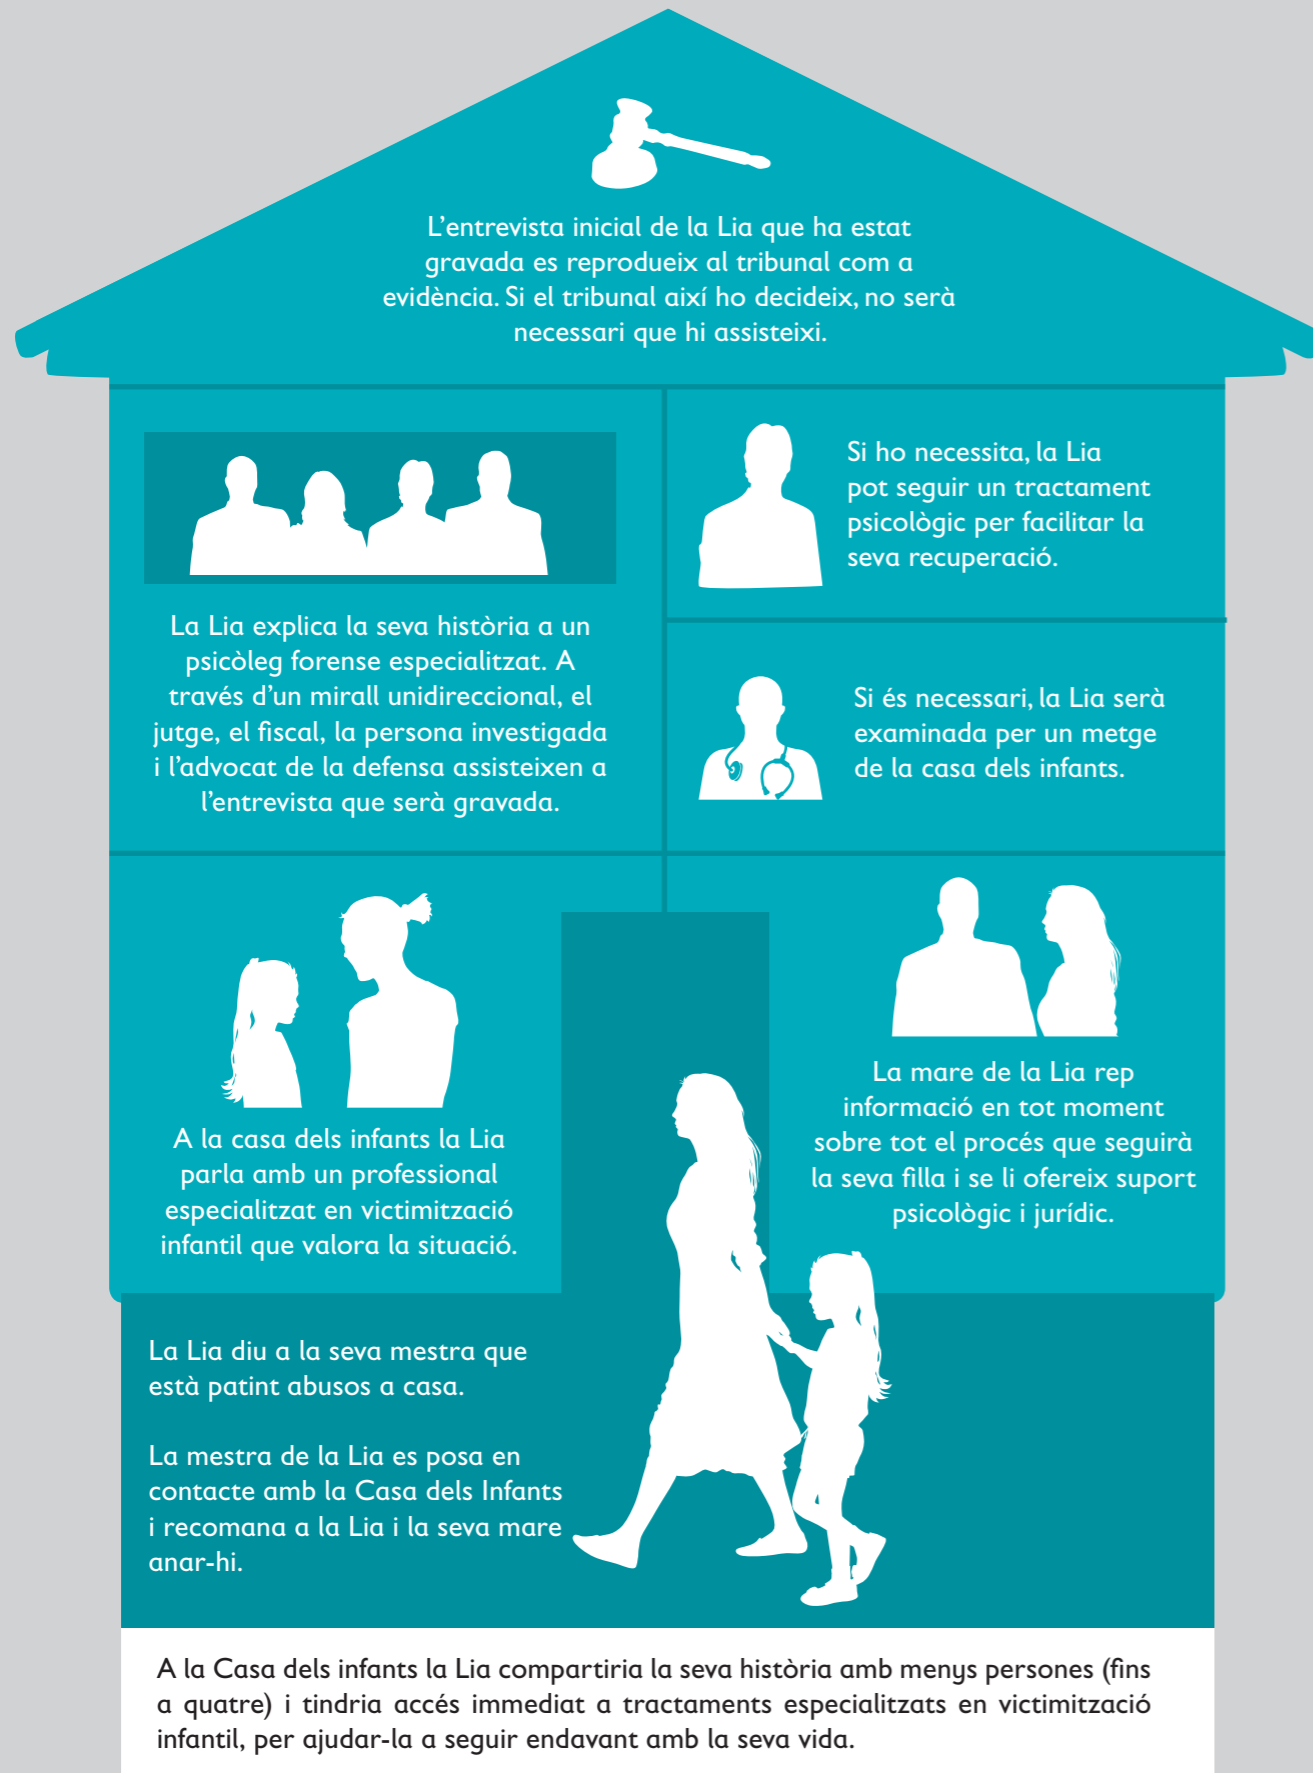 L'entrevista inicial de la Lia que ha estat
gravada es reprodueix al tribunal com a
evidència. Si el tribunal així ho decideix, no serà
necessari que hi assisteixi.
La Lia explica la seva història a un
psicòleg forense especialitzat. A
través d'un mirall unidireccional, el
jutge, el fiscal, la persona investigada
i l'advocat de la defensa assisteixen a
l'entrevista que serà gravada.
Si ho necessita, la Lia
pot seguir un tractament
psicològic per facilitar la
seva recuperació.
Si és necessari, la Lia serà
examinada per un metge
de la casa dels infants.
A la casa dels infants la Lia
parla amb un professional
especialitzat en victimització
infantil que valora la situació.
La mare de la Lia rep
informació en tot moment
sobre tot el procés que seguirà
la seva filla i se li ofereix suport
psicològic i jurídic.
La Lia diu a la seva mestra que
està patint abusos a casa.
La mestra de la Lia es posa en
contacte amb la Casa dels Infants
i recomana a la Lia i la seva mare
anar-hi.
A la Casa dels infants la Lia compartiria la seva història amb menys persones (fins
a quatre) i tindria accés immediat a tractaments especialitzats en victimització
infantil, per ajudar-la a seguir endavant amb la seva vida.